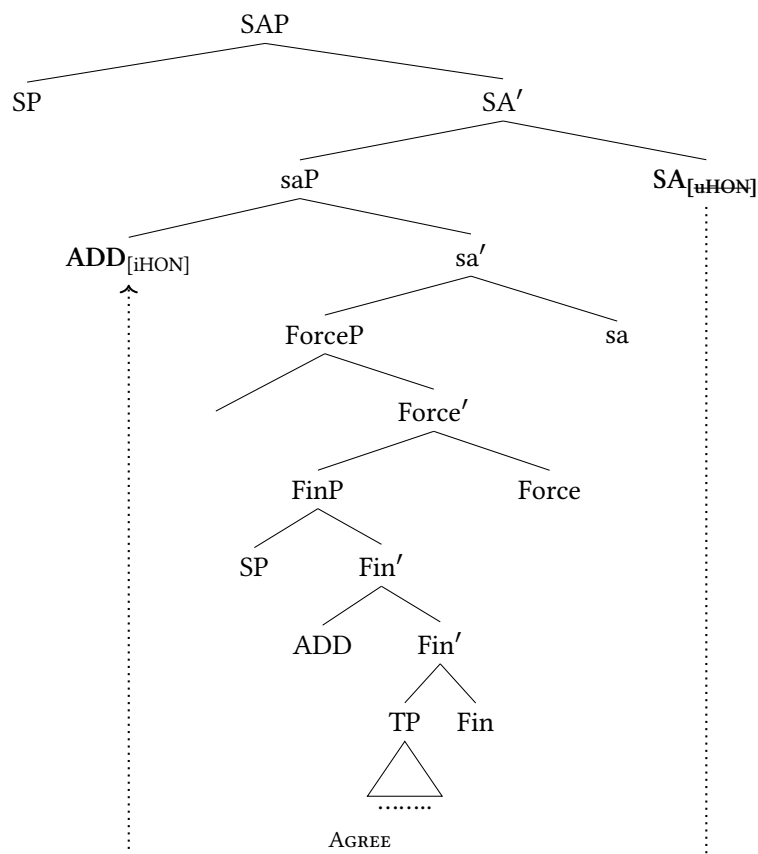 SAP
SP SA′
saP SA[uHON]
ADD[iHON] sa′
ForceP sa
Force′
FinP Force
SP Fin′
ADD Fin′
TP Fin
........
AGREE